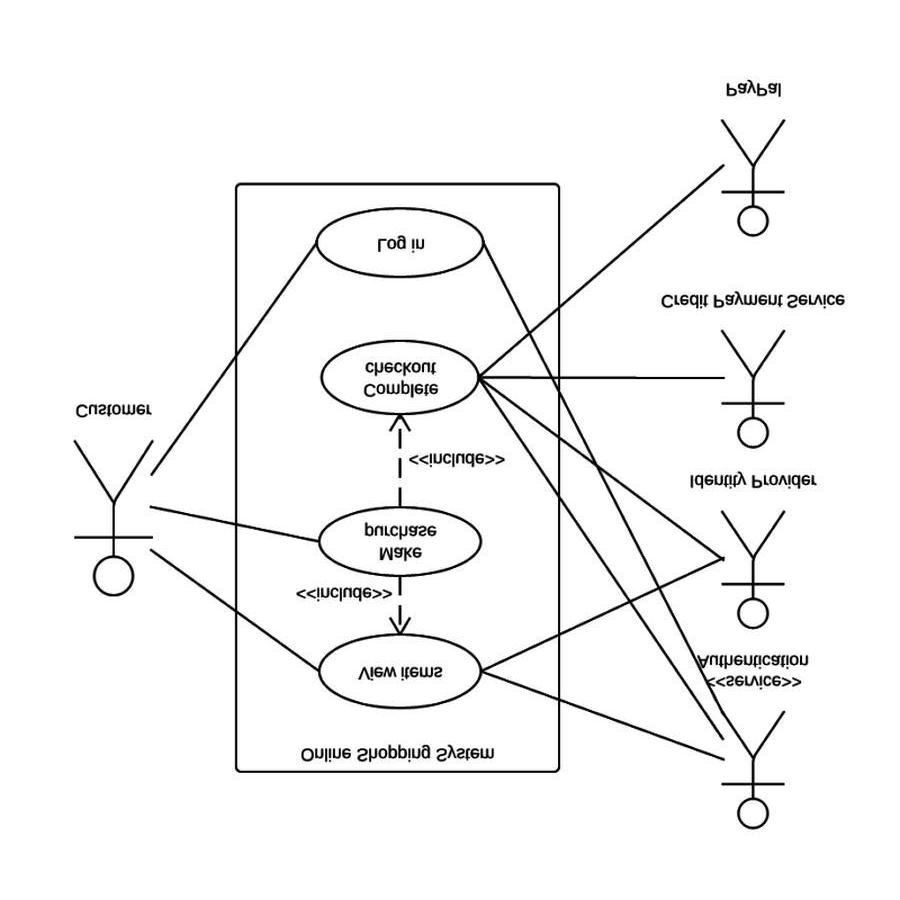 Online Shopping System
View items
<<include>>
Make
purchase
<<include>>
Complete
checkout
Log in
Customer
<<service>>
Authentication
Identity Provider
Credit Payment Service
PayPal